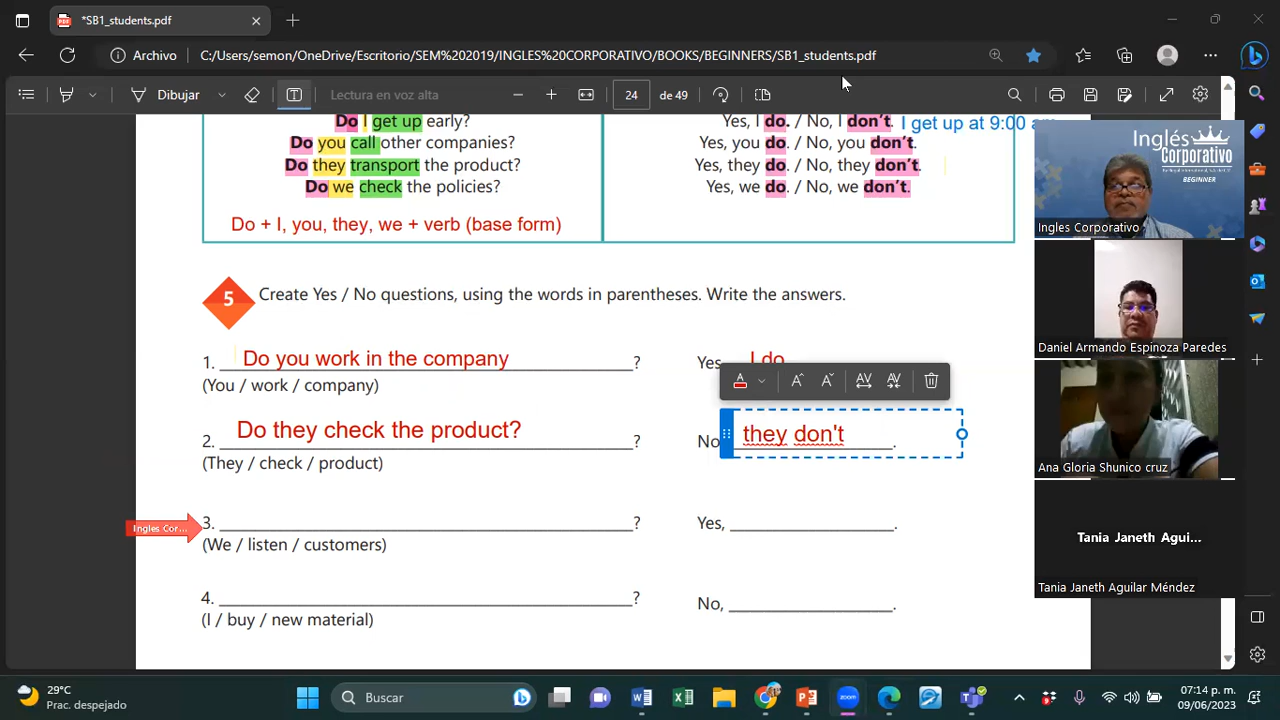 *SB1_students.pdf
Archivo
C:/Users/semon/OneDrive/Escritorio/SEM%202019/INGLES%20CORPORATIVO/BOOKS/BEGINNERS/SB1_students.pdf
Dibujar
Lectura en voz alta
24
de 49
Do I get up early?
Yes, I do. / No, I don't.
I get up at 9:00 am
Do you call other companies?
Yes, you do. / No, you don't.
Do they transport the product?
Yes, they do. / No, they don't.
Do we check the policies?
Yes, we do. / No, we don't.
Do + I, you, they, we + verb (base form)
5
Create Yes / No questions, using the words in parentheses. Write the answers.
1. Do you work in the company ?
Yes I do
(You / work / company)
2. Do they check the product? ?
No they don't .
(They / check / product)
Ingles Cor...
3. ?
Yes, .
(We / listen / customers)
4. ?
No, .
(I / buy / new material)
Inglés
Corporativo
BEGINNER
Ingles Corporativo
Daniel Armando Espinoza Paredes
Ana Gloria Shunico cruz
Tania Janeth Agui...
Tania Janeth Aguilar Méndez
29°C
Prac. despejado
Buscar
07:14 p. m.
09/06/2023